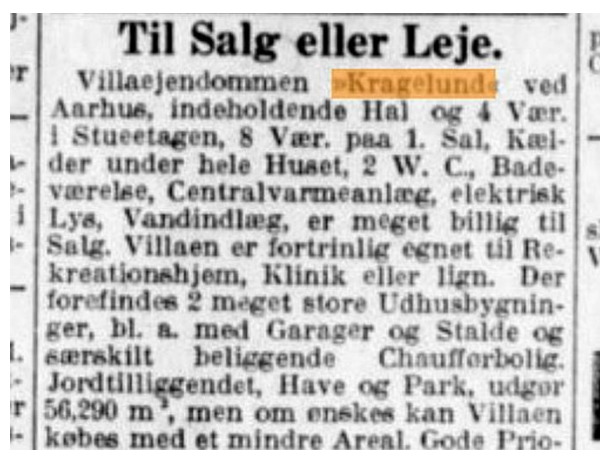 Til Salg eller Leje.
Villaejendommen »Kragelund« ved
Aarhus, indeholdende Hal og 4 Vær.
i Stueetagen, 8 Vær. paa 1. Sal, Kæl-
der under hele Huset, 2 W. C., Bade-
værelse, Centralvarmeanlæg, elektrisk
Lys, Vandindlæg, er meget billig til
Salg. Villaen er fortrinlig egnet til Re-
kreationshjem, Klinik eller lign. Der
forefindes 2 meget store Udhusbygnin-
ger, bl. a. med Garager og Stalde og
særskilt beliggende Chaufførbolig.
Jordtilliggendet, Have og Park, udgør
56,290 m², men om ønskes kan Villaen
købes med et mindre Areal. Gode Prio-